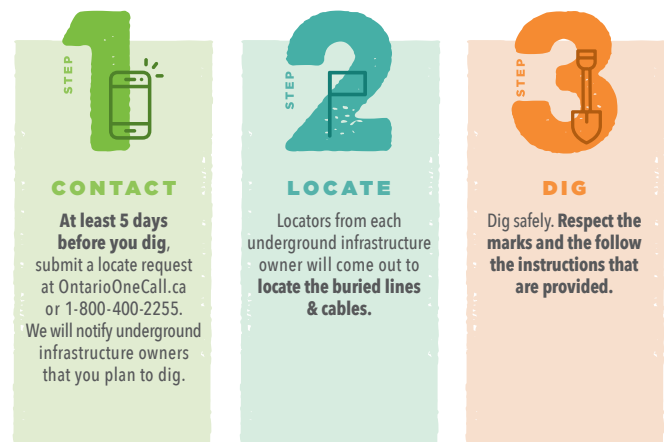 STEP
1
CONTACT
At least 5 days
before you dig,
submit a locate request
at OntarioOneCall.ca
or 1-800-400-2255.
We will notify underground
infrastructure owners
that you plan to dig.
STEP
2
LOCATE
Locators from each
underground infrastructure
owner will come out to
locate the buried lines
& cables.
STEP
3
DIG
Dig safely. Respect the
marks and the follow
the instructions that
are provided.